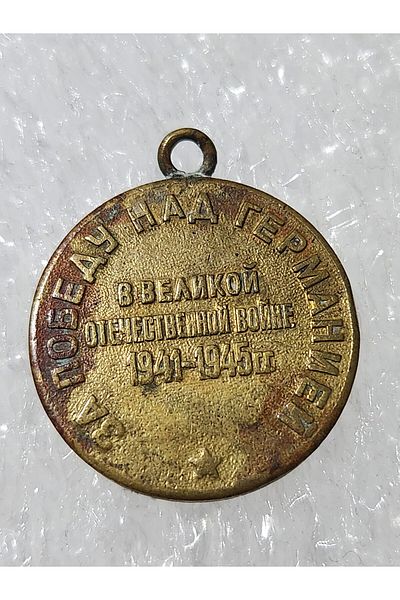 ЗА ПОБЕДУ НАД ГЕРМАНИЕЙ
В ВЕЛИКОЙ
ОТЕЧЕСТВЕННОЙ ВОЙНЕ
1941-1945 ГГ